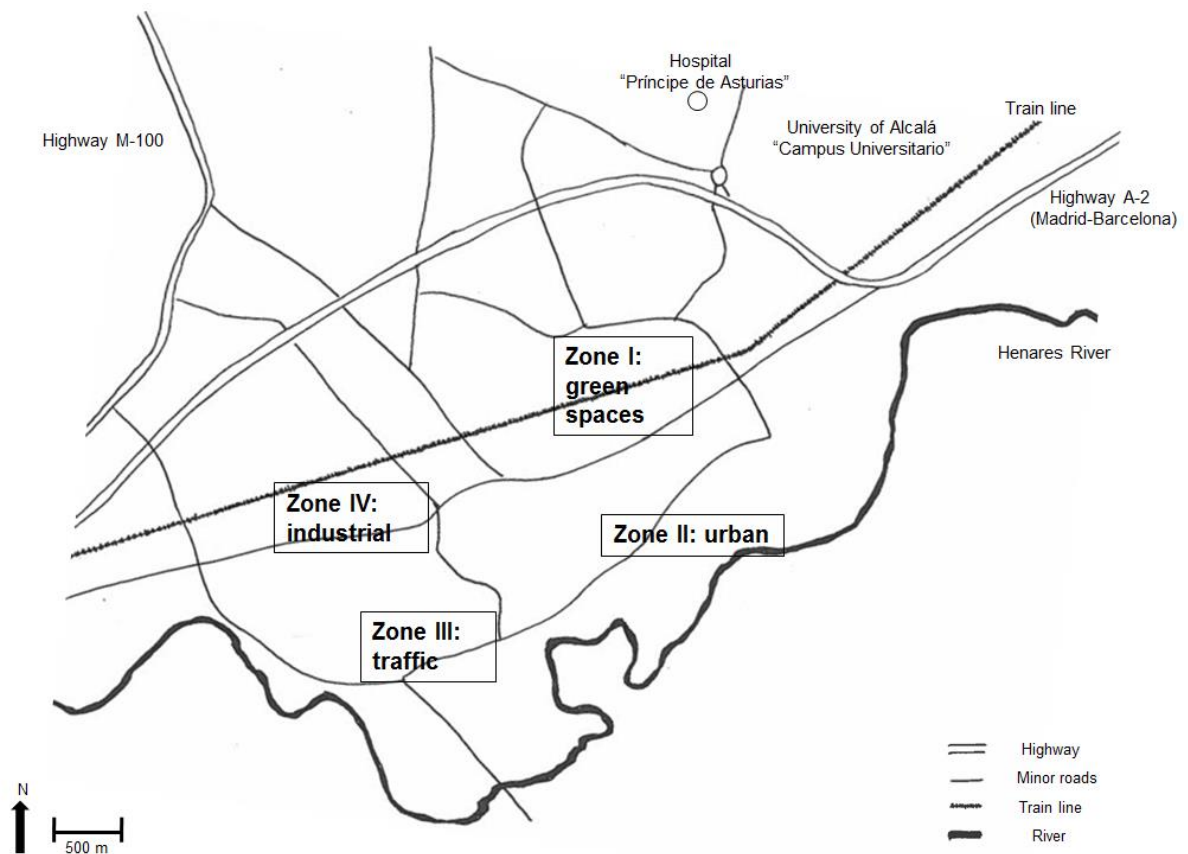 Hospital
“Príncipe de Asturias”
Train line
University of Alcalá
“Campus Universitario”
Highway M-100
Highway A-2
(Madrid-Barcelona)
Henares River
Zone I:
green
spaces
Zone IV:
industrial
Zone II: urban
Zone III:
traffic
Highway
Minor roads
Train line
River
N
500 m